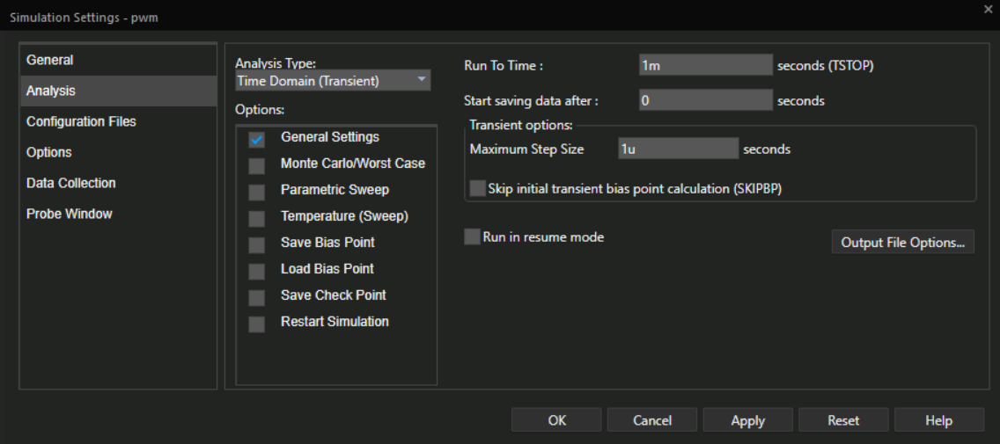 Simulation Settings - pwm
General
Analysis
Configuration Files
Options
Data Collection
Probe Window
Analysis Type:
Time Domain (Transient)
Options:
General Settings
Monte Carlo/Worst Case
Parametric Sweep
Temperature (Sweep)
Save Bias Point
Load Bias Point
Save Check Point
Restart Simulation
Run To Time : 1m seconds (TSTOP)
Start saving data after : 0 seconds
Transient options:
Maximum Step Size 1u seconds
Skip initial transient bias point calculation (SKIPBP)
Run in resume mode
Output File Options...
OK Cancel Apply Reset Help